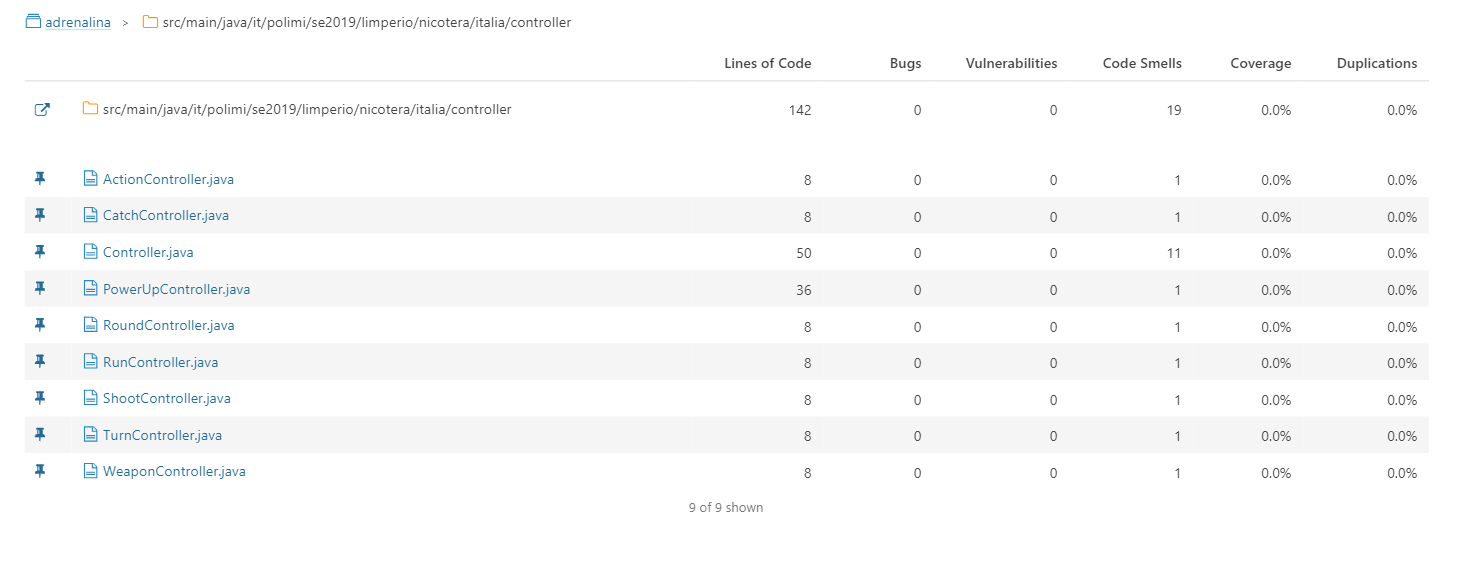 adrenalina > src/main/java/it/polimi/se2019/limperio/nicotera/italia/controller
Lines of Code Bugs Vulnerabilities Code Smells Coverage Duplications
src/main/java/it/polimi/se2019/limperio/nicotera/italia/controller 142 0 0 19 0.0% 0.0%
ActionController.java 8 0 0 1 0.0% 0.0%
CatchController.java 8 0 0 1 0.0% 0.0%
Controller.java 50 0 0 11 0.0% 0.0%
PowerUpController.java 36 0 0 1 0.0% 0.0%
RoundController.java 8 0 0 1 0.0% 0.0%
RunController.java 8 0 0 1 0.0% 0.0%
ShootController.java 8 0 0 1 0.0% 0.0%
TurnController.java 8 0 0 1 0.0% 0.0%
WeaponController.java 8 0 0 1 0.0% 0.0%
9 of 9 shown